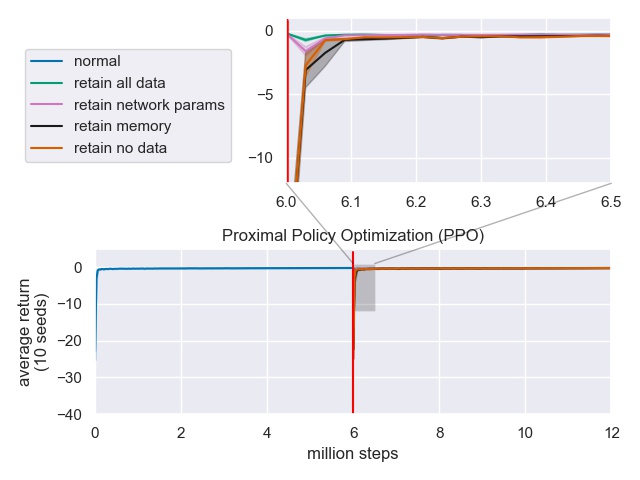 normal
retain all data
retain network params
retain memory
retain no data
0
−5
−10
6.0 6.1 6.2 6.3 6.4 6.5
Proximal Policy Optimization (PPO)
0
−10
−20
−30
−40
average return
(10 seeds)
0 2 4 6 8 10 12
million steps